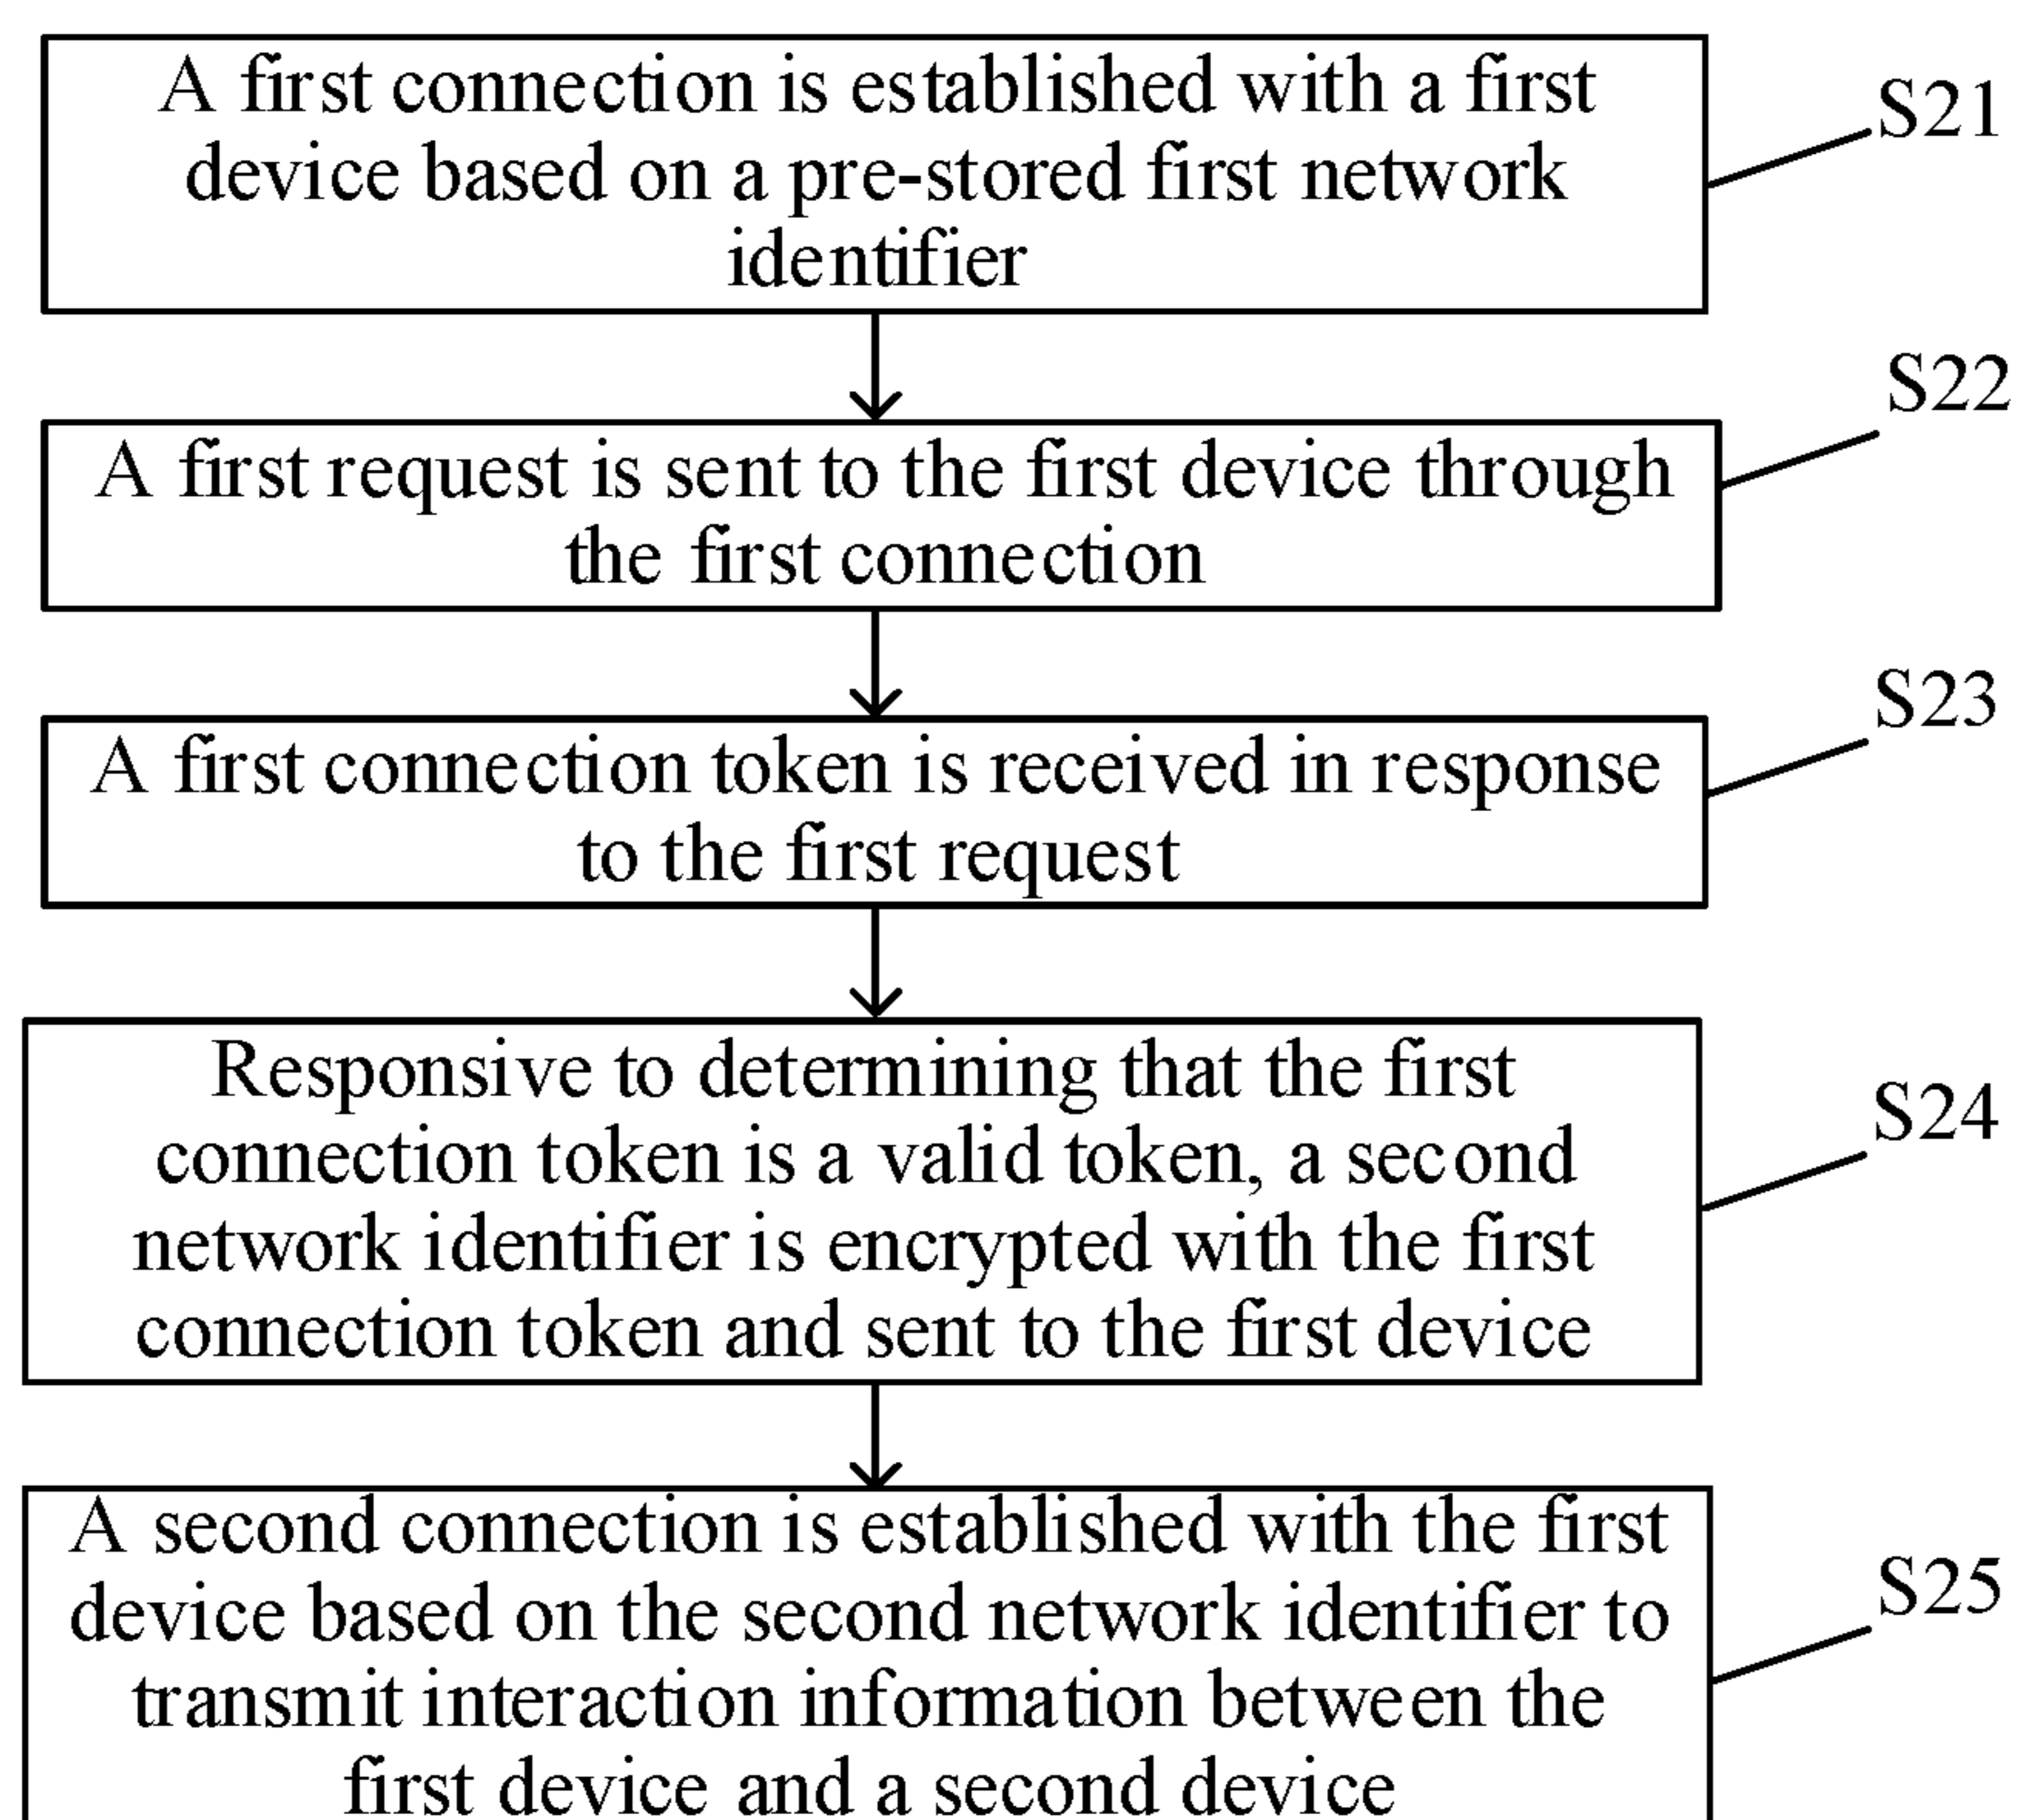 A first connection is established with a first
device based on a pre-stored first network
identifier
S21
A first request is sent to the first device through
the first connection
S22
A first connection token is received in response
to the first request
S23
Responsive to determining that the first
connection token is a valid token, a second
network identifier is encrypted with the first
connection token and sent to the first device
S24
A second connection is established with the first
device based on the second network identifier to
transmit interaction information between the
first device and a second device
S25